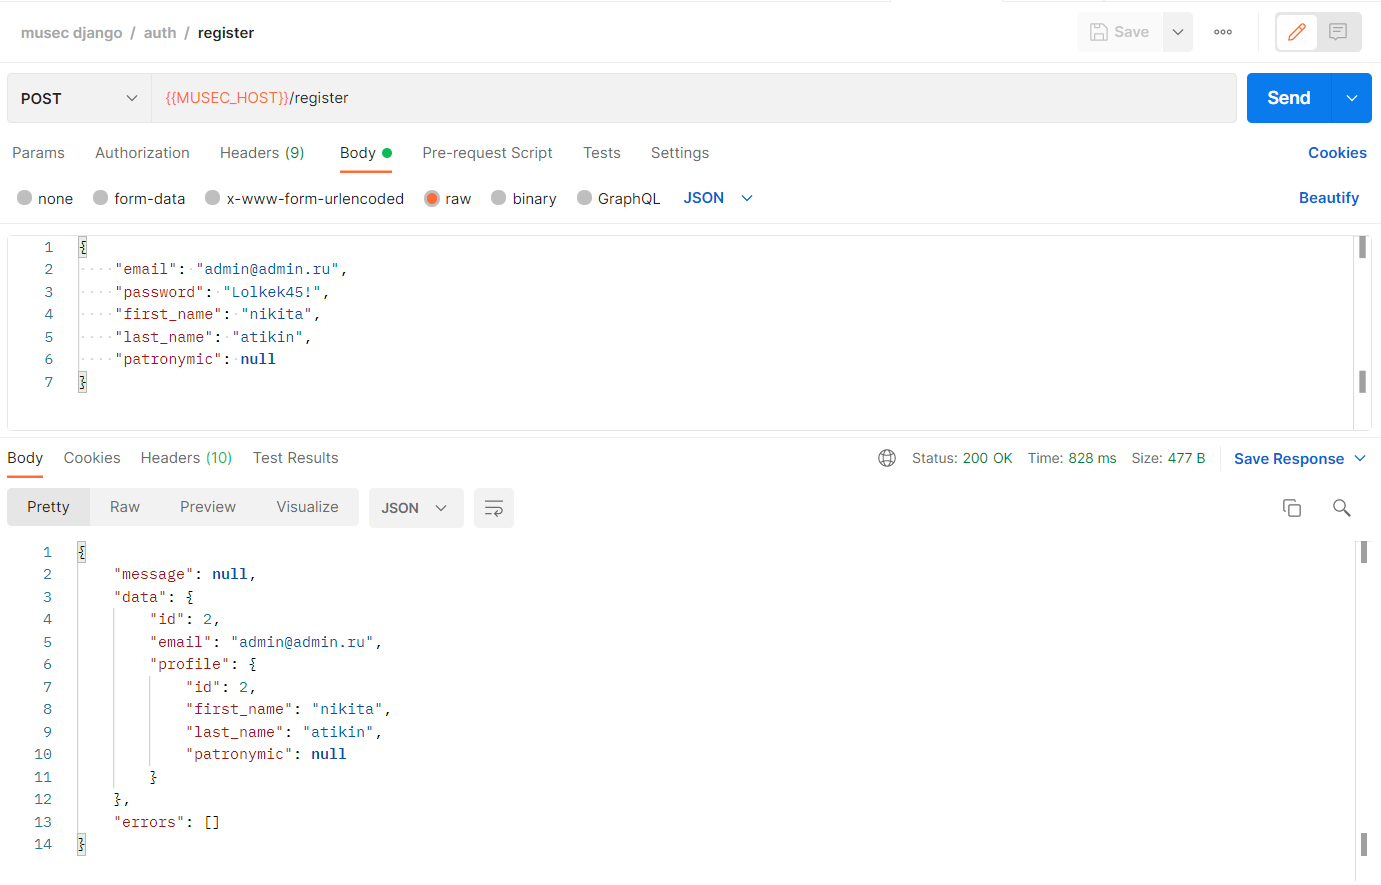 musec django / auth / register
Save
POST
{{MUSEC_HOST}}/register
Send
Params Authorization Headers (9) Body Pre-request Script Tests Settings Cookies
none form-data x-www-form-urlencoded raw binary GraphQL JSON Beautify
1 {
2 ····"email":·"admin@admin.ru",
3 ····"password":·"Lolkek45!",
4 ····"first_name":·"nikita",
5 ····"last_name":·"atikin",
6 ····"patronymic":·null
7 }
Body Cookies Headers (10) Test Results Status: 200 OK Time: 828 ms Size: 477 B Save Response
Pretty Raw Preview Visualize JSON
1 {
2     "message": null,
3     "data": {
4         "id": 2,
5         "email": "admin@admin.ru",
6         "profile": {
7             "id": 2,
8             "first_name": "nikita",
9             "last_name": "atikin",
10             "patronymic": null
11         }
12     },
13     "errors": []
14 }